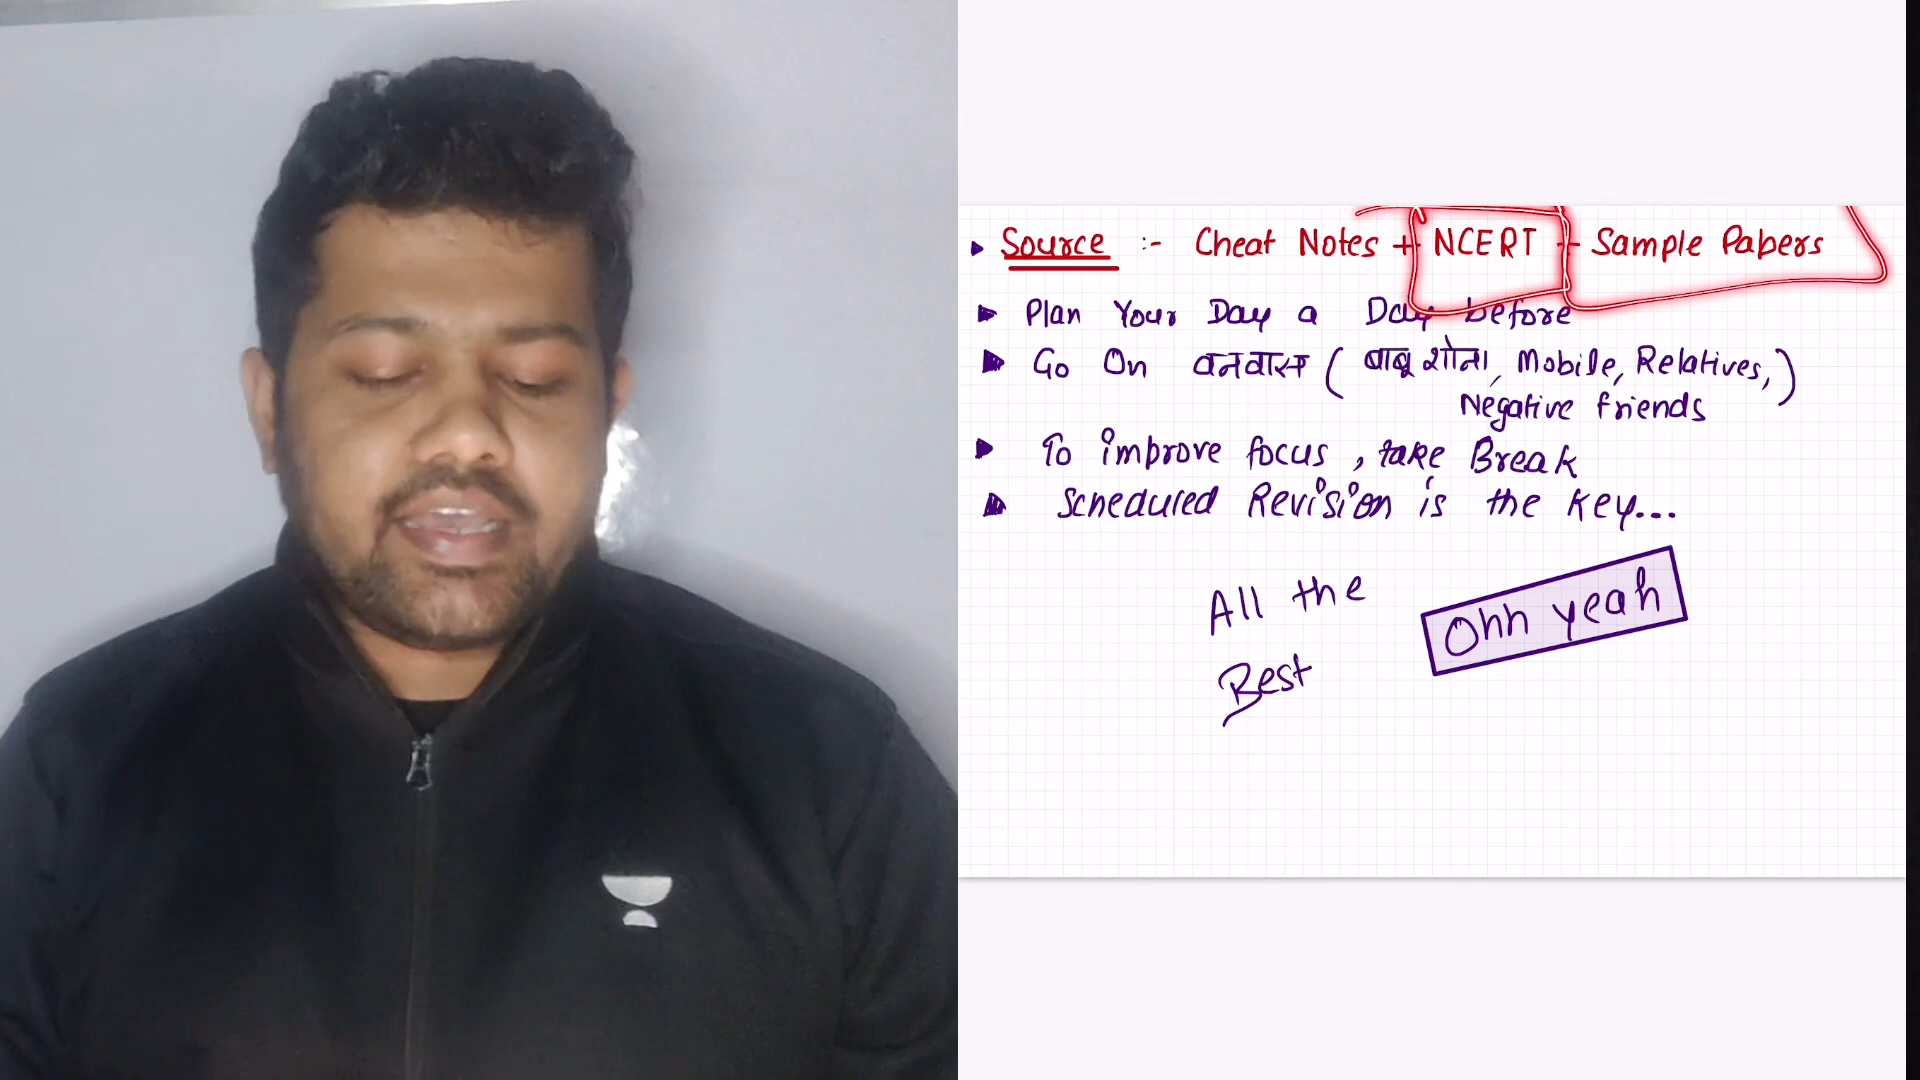 ▸ Source :- Cheat Notes + NCERT + Sample Papers
▸ Plan Your Day a Day before
▸ Go On वनवास ( बाबू शोना, Mobile, Relatives, )
Negative friends
▸ To improve focus, take Break
▸ Scheduled Revision is the key...
All the
Best
Ohh yeah